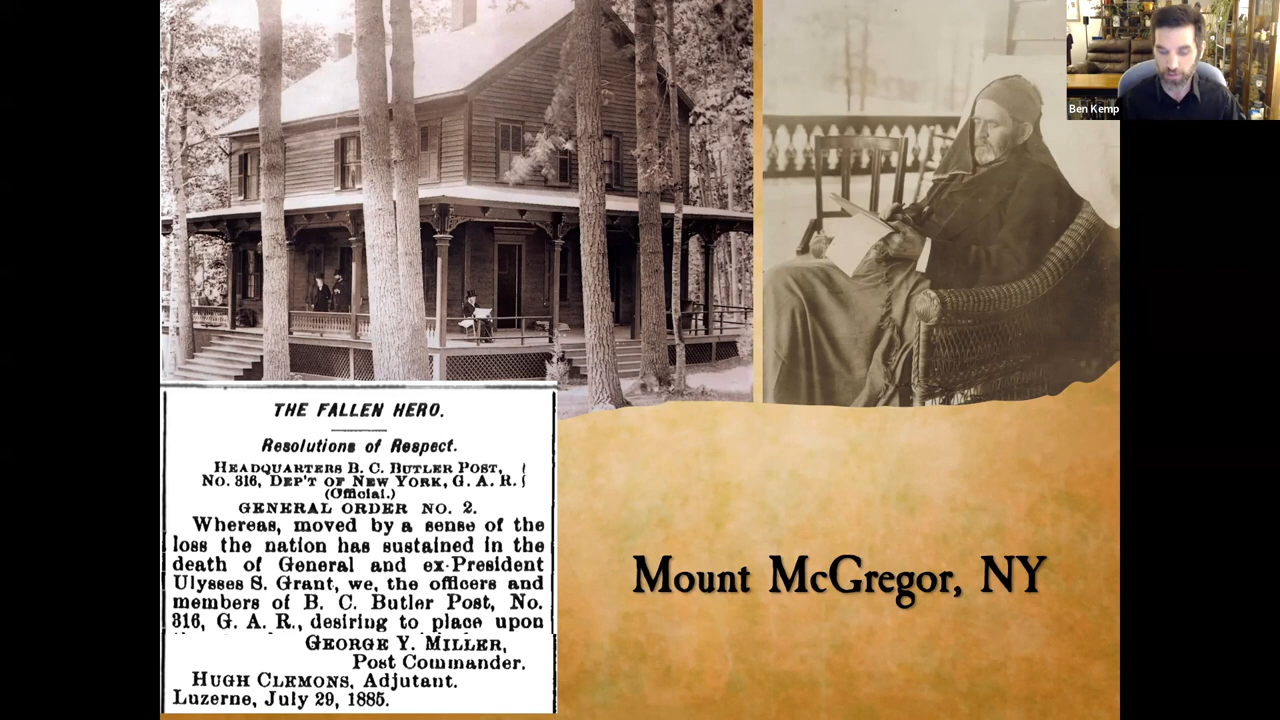 Ben Kemp
THE FALLEN HERO.
Resolutions of Respect.
HEADQUARTERS B. C. BUTLER POST,
No. 316, DEP'T OF NEW YORK, G. A. R.
(Official.)
GENERAL ORDER NO. 2.
Whereas, moved by a sense of the
loss the nation has sustained in the
death of General and ex-President
Ulysses S. Grant, we, the officers and
members of B. C. Butler Post, No.
316, G. A. R., desiring to place upon
GEORGE Y. MILLER,
Post Commander.
HUGH CLEMONS, Adjutant.
Luzerne, July 29, 1885.
Mount McGregor, NY